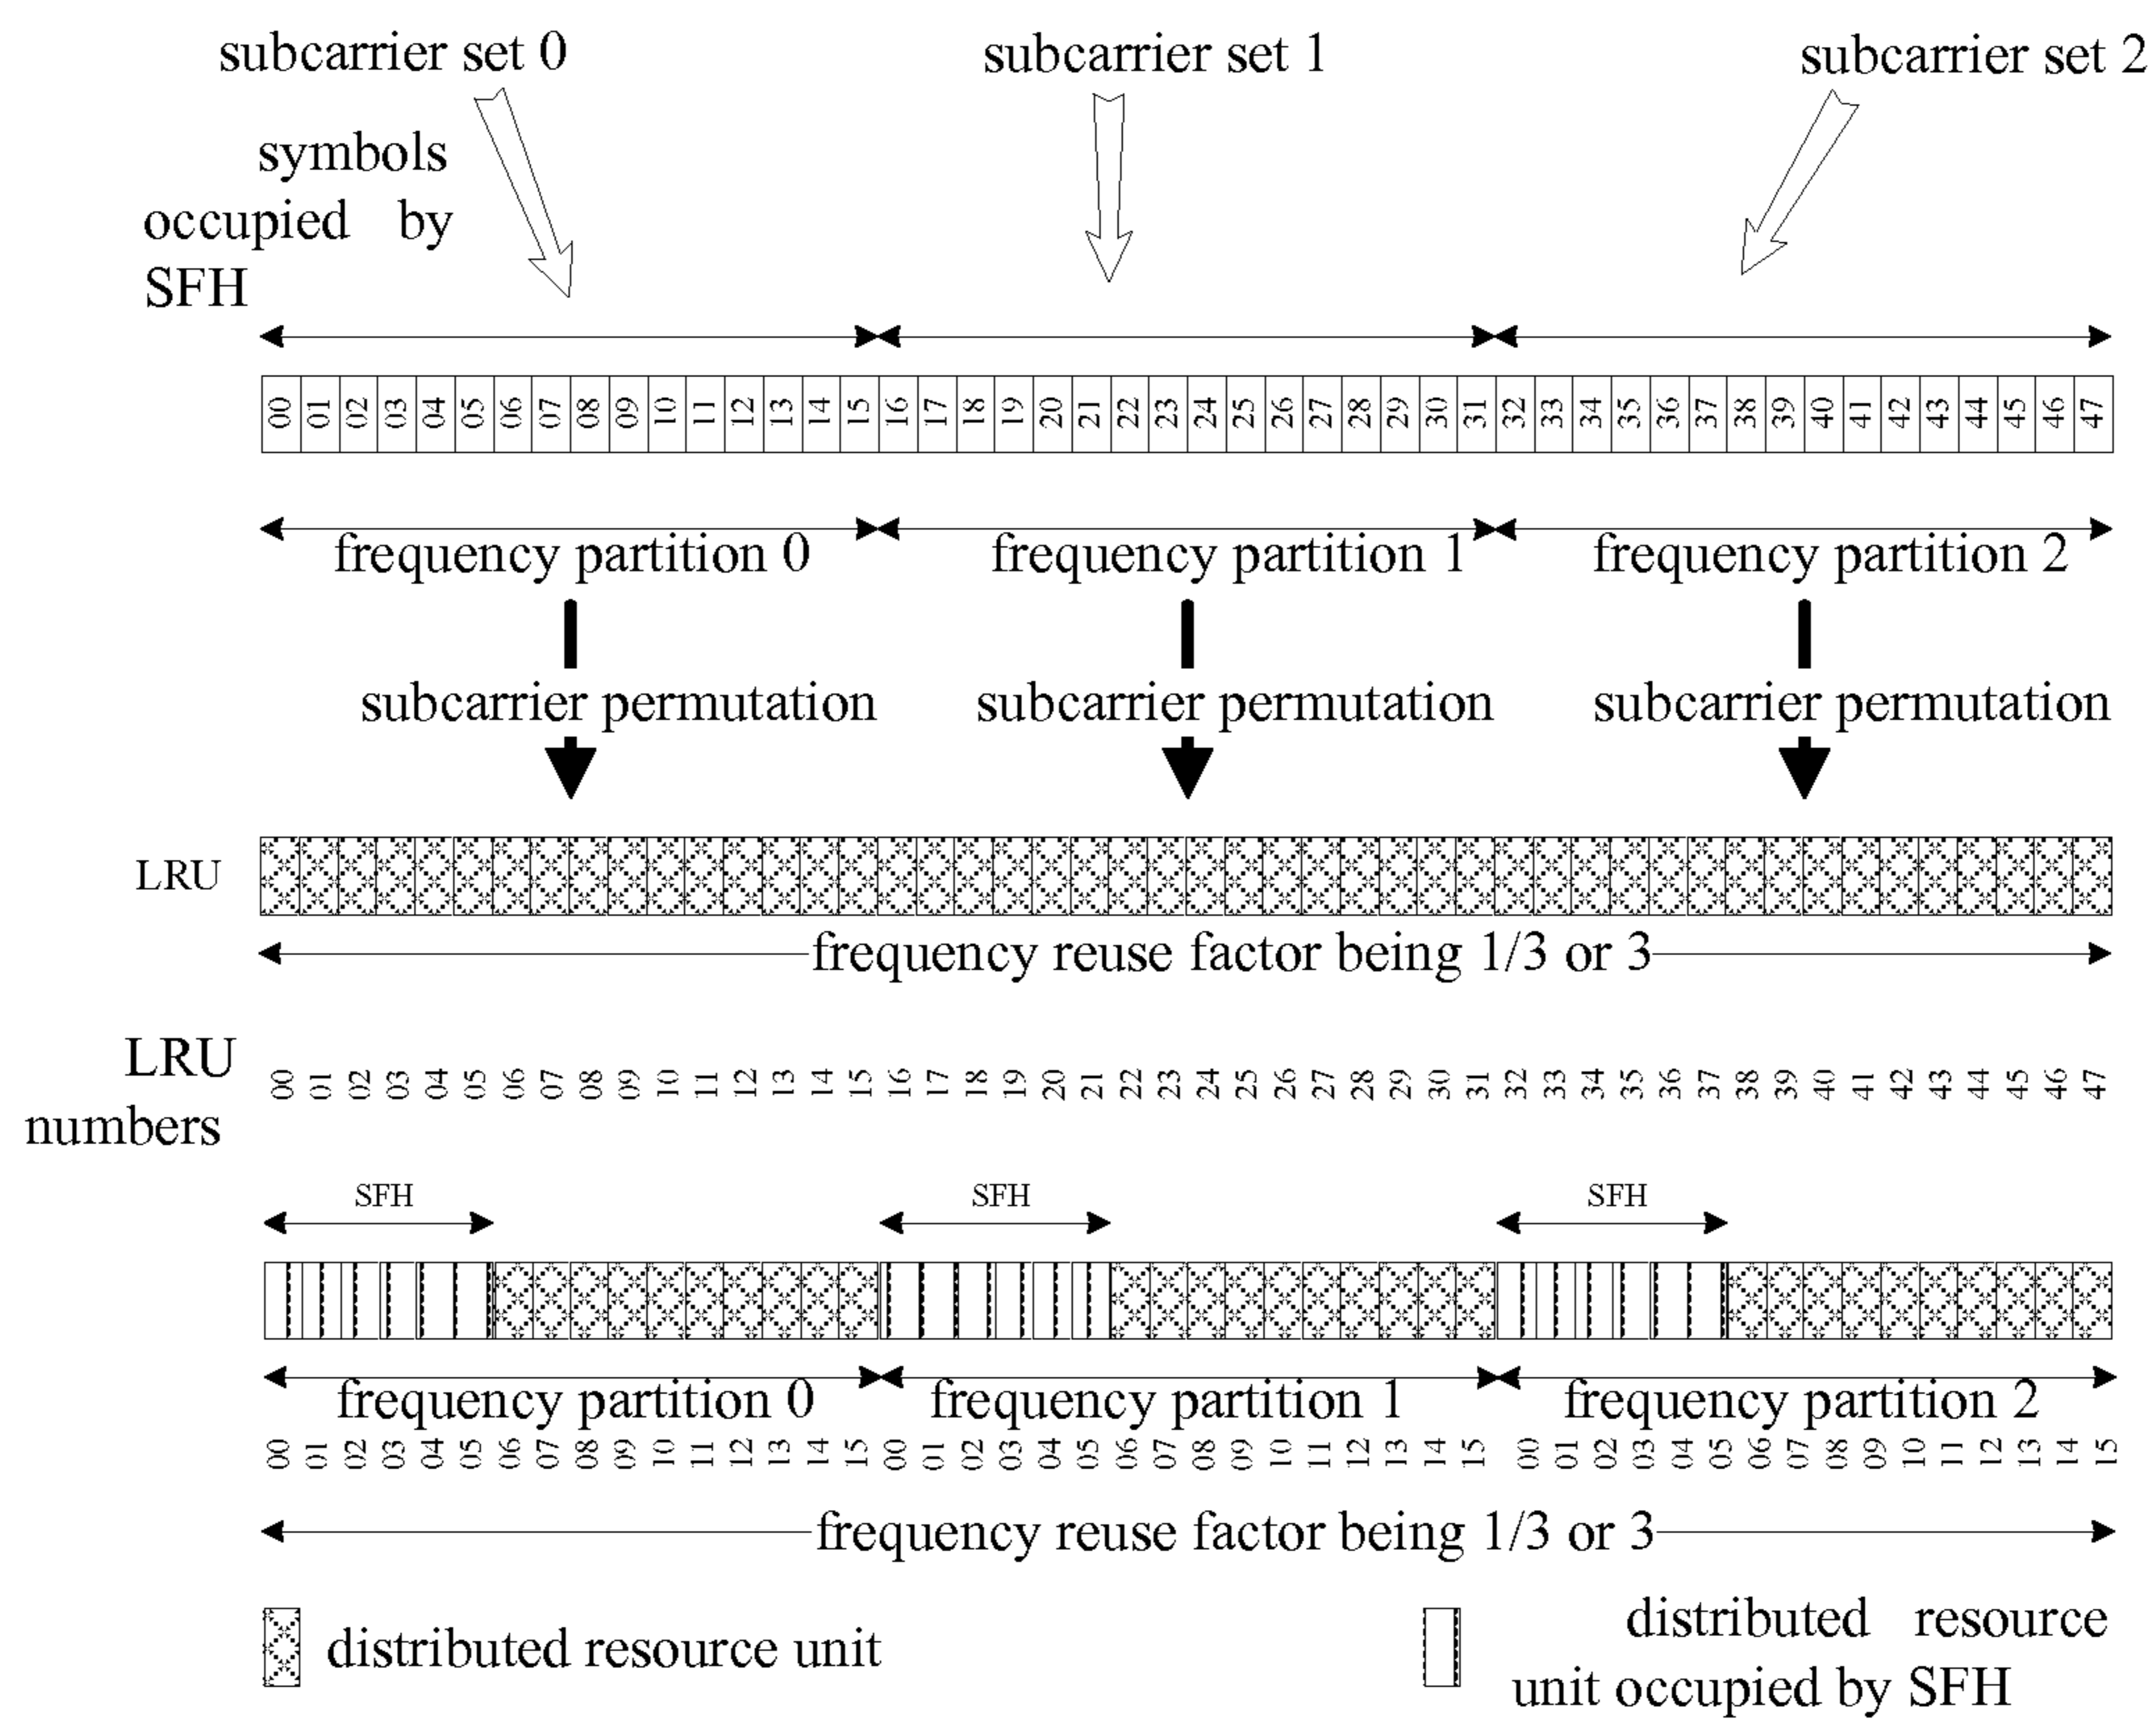 subcarrier set 0 subcarrier set 1 subcarrier set 2
symbols
occupied by
SFH
00 01 02 03 04 05 06 07 08 09 10 11 12 13 14 15 16 17 18 19 20 21 22 23 24 25 26 27 28 29 30 31 32 33 34 35 36 37 38 39 40 41 42 43 44 45 46 47
frequency partition 0 frequency partition 1 frequency partition 2
subcarrier permutation subcarrier permutation subcarrier permutation
LRU
frequency reuse factor being 1/3 or 3
LRU
numbers
00 01 02 03 04 05 06 07 08 09 10 11 12 13 14 15 16 17 18 19 20 21 22 23 24 25 26 27 28 29 30 31 32 33 34 35 36 37 38 39 40 41 42 43 44 45 46 47
SFH SFH SFH
frequency partition 0 frequency partition 1 frequency partition 2
00 01 02 03 04 05 06 07 08 09 10 11 12 13 14 15 00 01 02 03 04 05 06 07 08 09 10 11 12 13 14 15 00 01 02 03 04 05 06 07 08 09 10 11 12 13 14 15
frequency reuse factor being 1/3 or 3
distributed resource unit
distributed resource
unit occupied by SFH